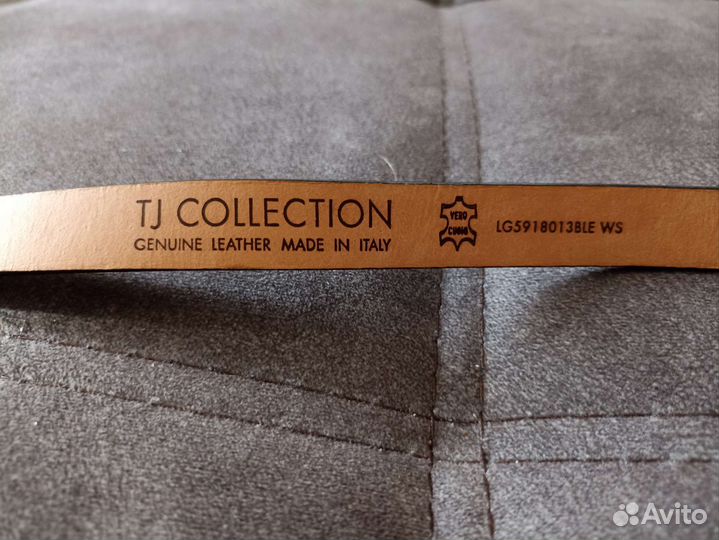 TJ COLLECTION
GENUINE LEATHER MADE IN ITALY
VERO
CUOIO
LG5918013BLE WS
Avito